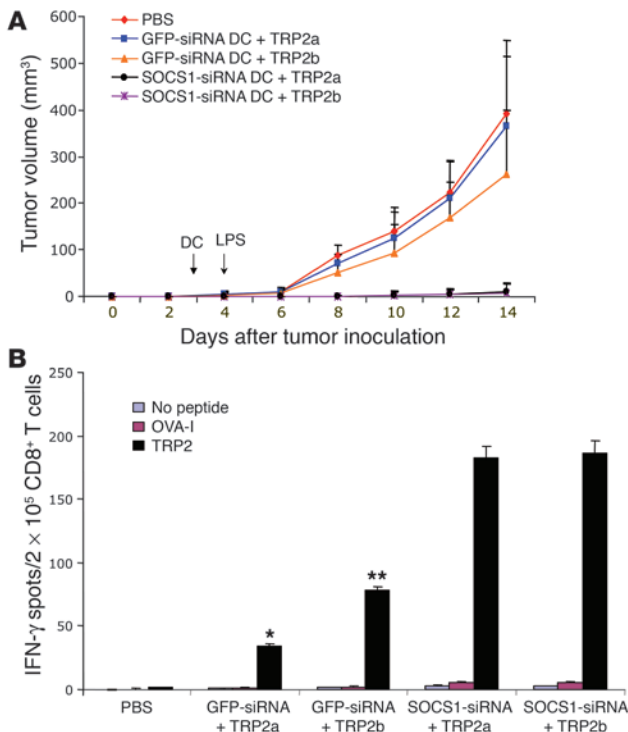 A
600
500
400
300
200
100
0
Tumor volume (mm³)
PBS
GFP-siRNA DC + TRP2a
GFP-siRNA DC + TRP2b
SOCS1-siRNA DC + TRP2a
SOCS1-siRNA DC + TRP2b
DC LPS
0 2 4 6 8 10 12 14
Days after tumor inoculation
B
250
200
150
100
50
0
IFN-γ spots/2 × 10⁵ CD8⁺ T cells
No peptide
OVA-I
TRP2
*
**
PBS GFP-siRNA GFP-siRNA SOCS1-siRNA SOCS1-siRNA
+ TRP2a + TRP2b + TRP2a + TRP2b